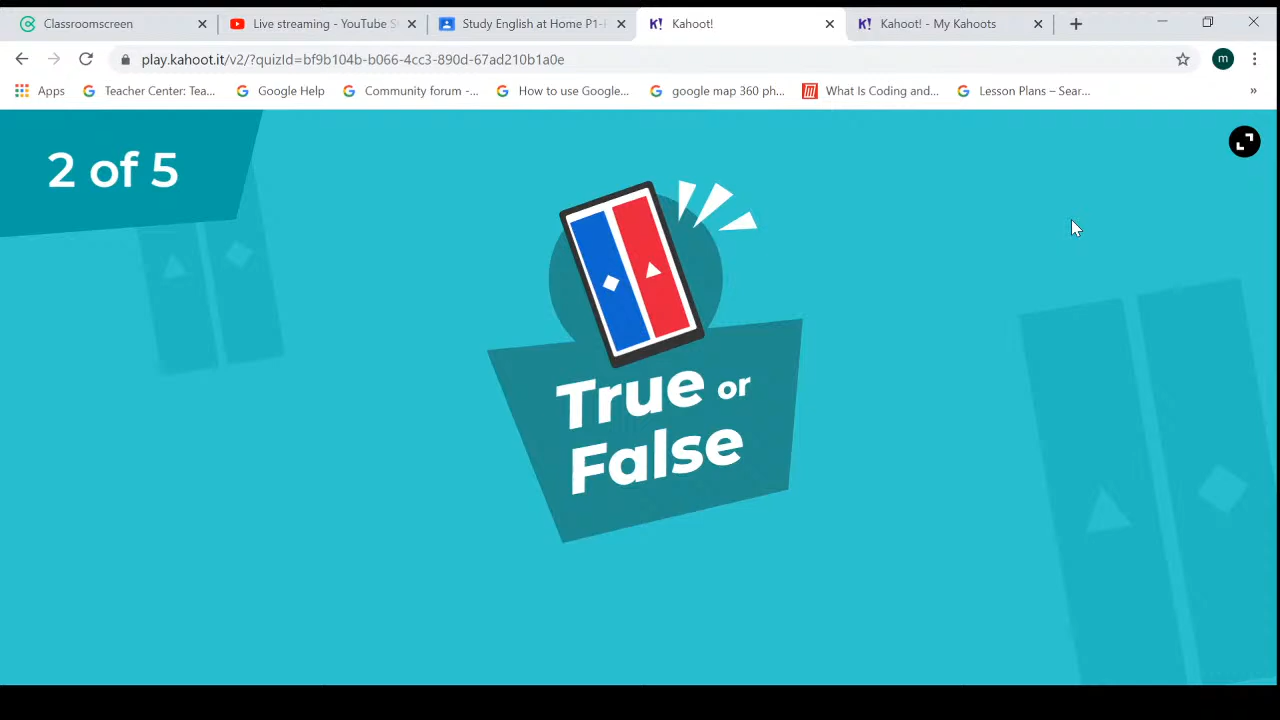 Classroomscreen
Live streaming - YouTube S
Study English at Home P1-
Kahoot!
Kahoot! - My Kahoots
play.kahoot.it/v2/?quizId=bf9b104b-b066-4cc3-890d-67ad210b1a0e
m
Apps
Teacher Center: Tea...
Google Help
Community forum -...
How to use Google...
google map 360 ph...
What Is Coding and...
Lesson Plans – Sear...
2 of 5
True or
False